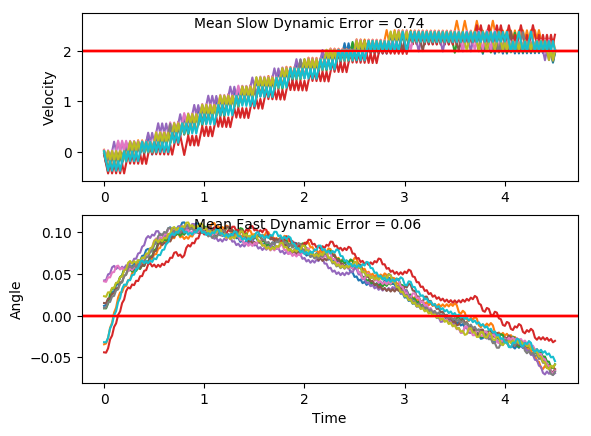 Mean Slow Dynamic Error = 0.74
2
1
0
Velocity
0 1 2 3 4
Mean Fast Dynamic Error = 0.06
0.10
0.05
0.00
−0.05
Angle
0 1 2 3 4
Time